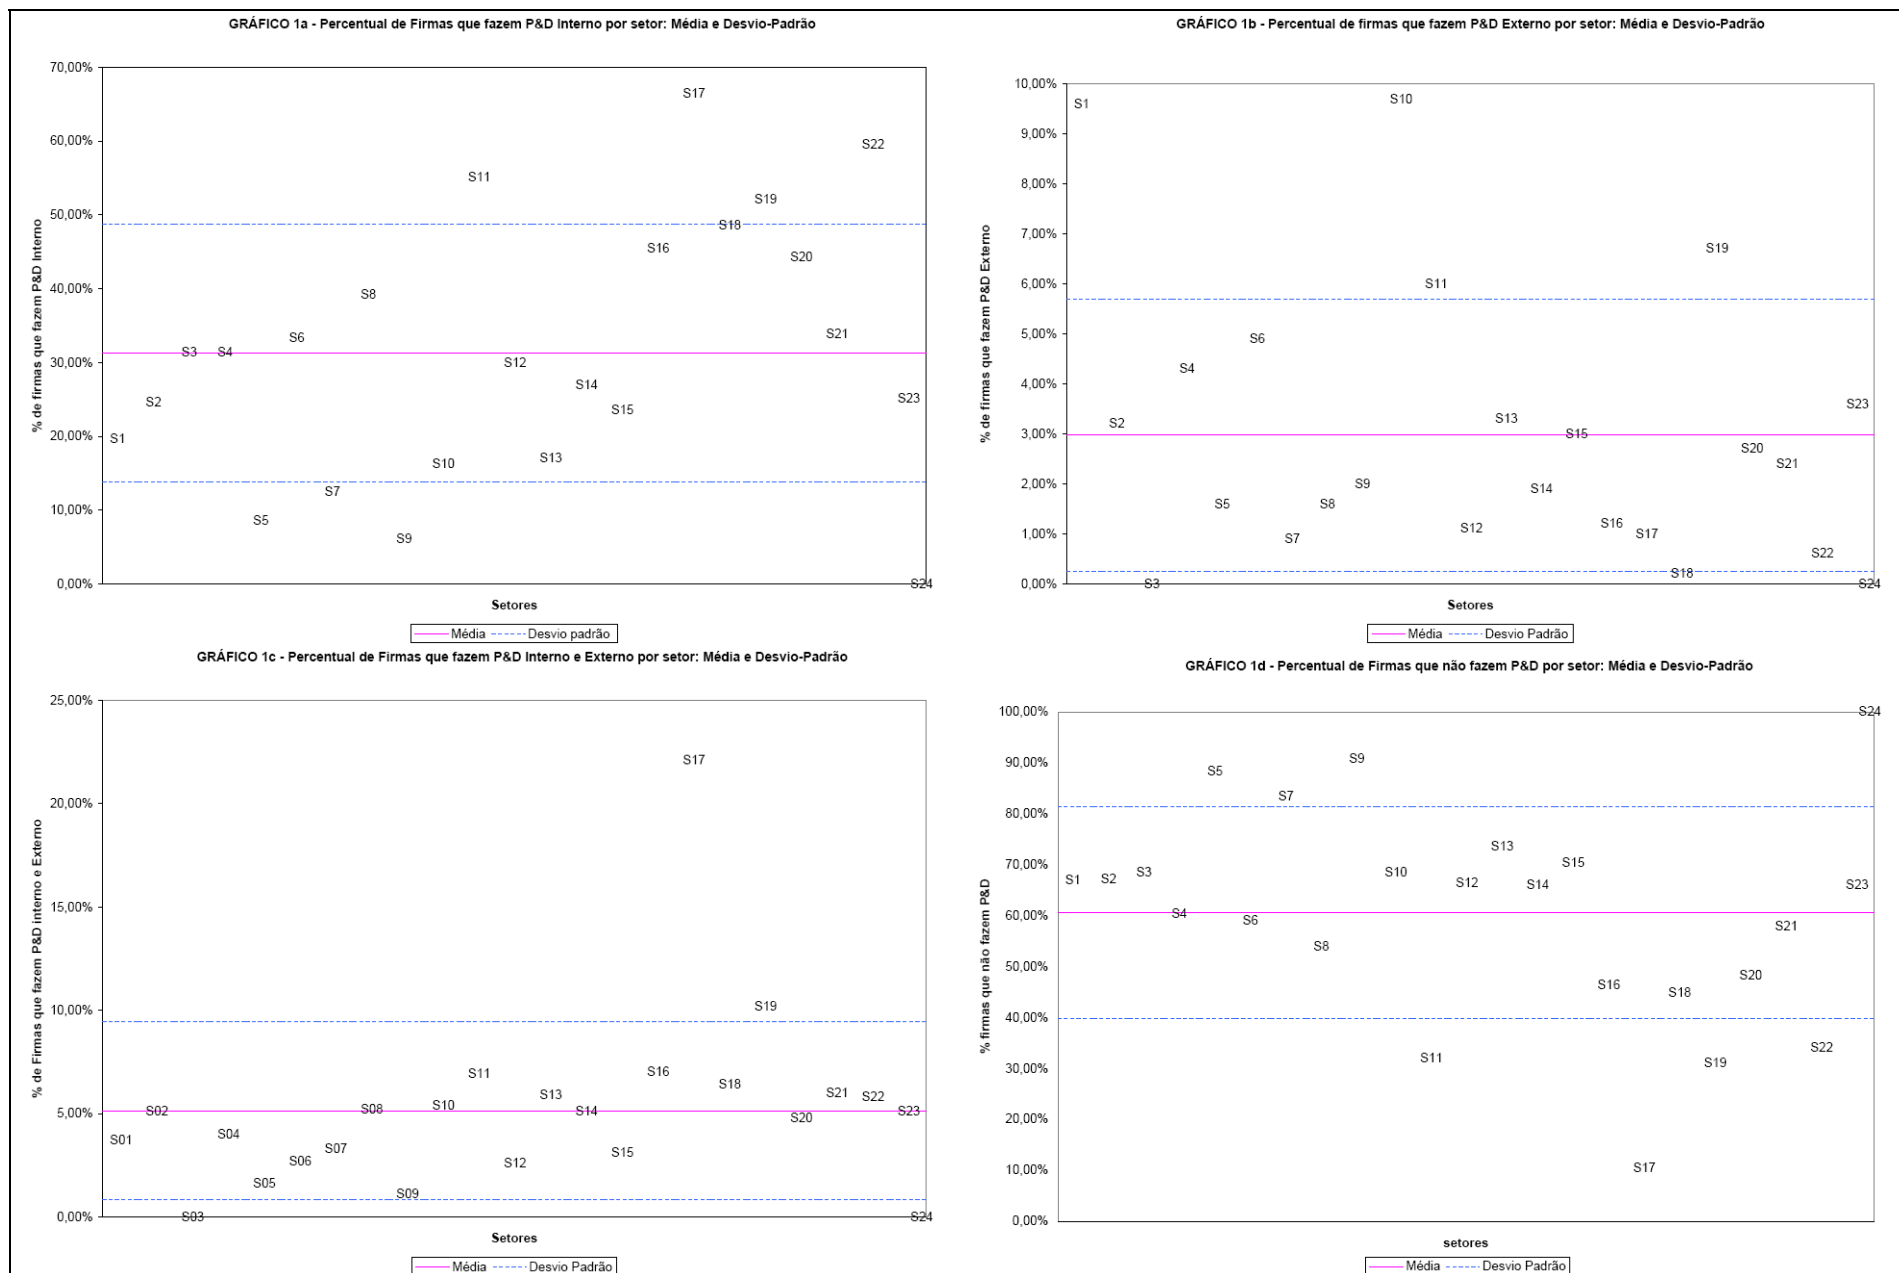 GRÁFICO 1a - Percentual de Firmas que fazem P&D Interno por setor: Média e Desvio-Padrão
% de firmas que fazem P&D Interno
70,00%
60,00%
50,00%
40,00%
30,00%
20,00%
10,00%
0,00%
S1
S2
S3
S4
S5
S6
S7
S8
S9
S10
S11
S12
S13
S14
S15
S16
S17
S18
S19
S20
S21
S22
S23
S24
Setores
Média Desvio padrão
GRÁFICO 1b - Percentual de firmas que fazem P&D Externo por setor: Média e Desvio-Padrão
% de firmas que fazem P&D Externo
10,00%
9,00%
8,00%
7,00%
6,00%
5,00%
4,00%
3,00%
2,00%
1,00%
0,00%
S1
S2
S3
S4
S5
S6
S7
S8
S9
S10
S11
S12
S13
S14
S15
S16
S17
S18
S19
S20
S21
S22
S23
S24
Setores
Média Desvio Padrão
GRÁFICO 1c - Percentual de Firmas que fazem P&D Interno e Externo por setor: Média e Desvio-Padrão
% de Firmas que fazem P&D interno e Externo
25,00%
20,00%
15,00%
10,00%
5,00%
0,00%
S01
S02
S03
S04
S05
S06
S07
S08
S09
S10
S11
S12
S13
S14
S15
S16
S17
S18
S19
S20
S21
S22
S23
S24
Setores
Média Desvio Padrão
GRÁFICO 1d - Percentual de Firmas que não fazem P&D por setor: Média e Desvio-Padrão
% firmas que não fazem P&D
100,00%
90,00%
80,00%
70,00%
60,00%
50,00%
40,00%
30,00%
20,00%
10,00%
0,00%
S1
S2
S3
S4
S5
S6
S7
S8
S9
S10
S11
S12
S13
S14
S15
S16
S17
S18
S19
S20
S21
S22
S23
S24
setores
Média Desvio Padrão